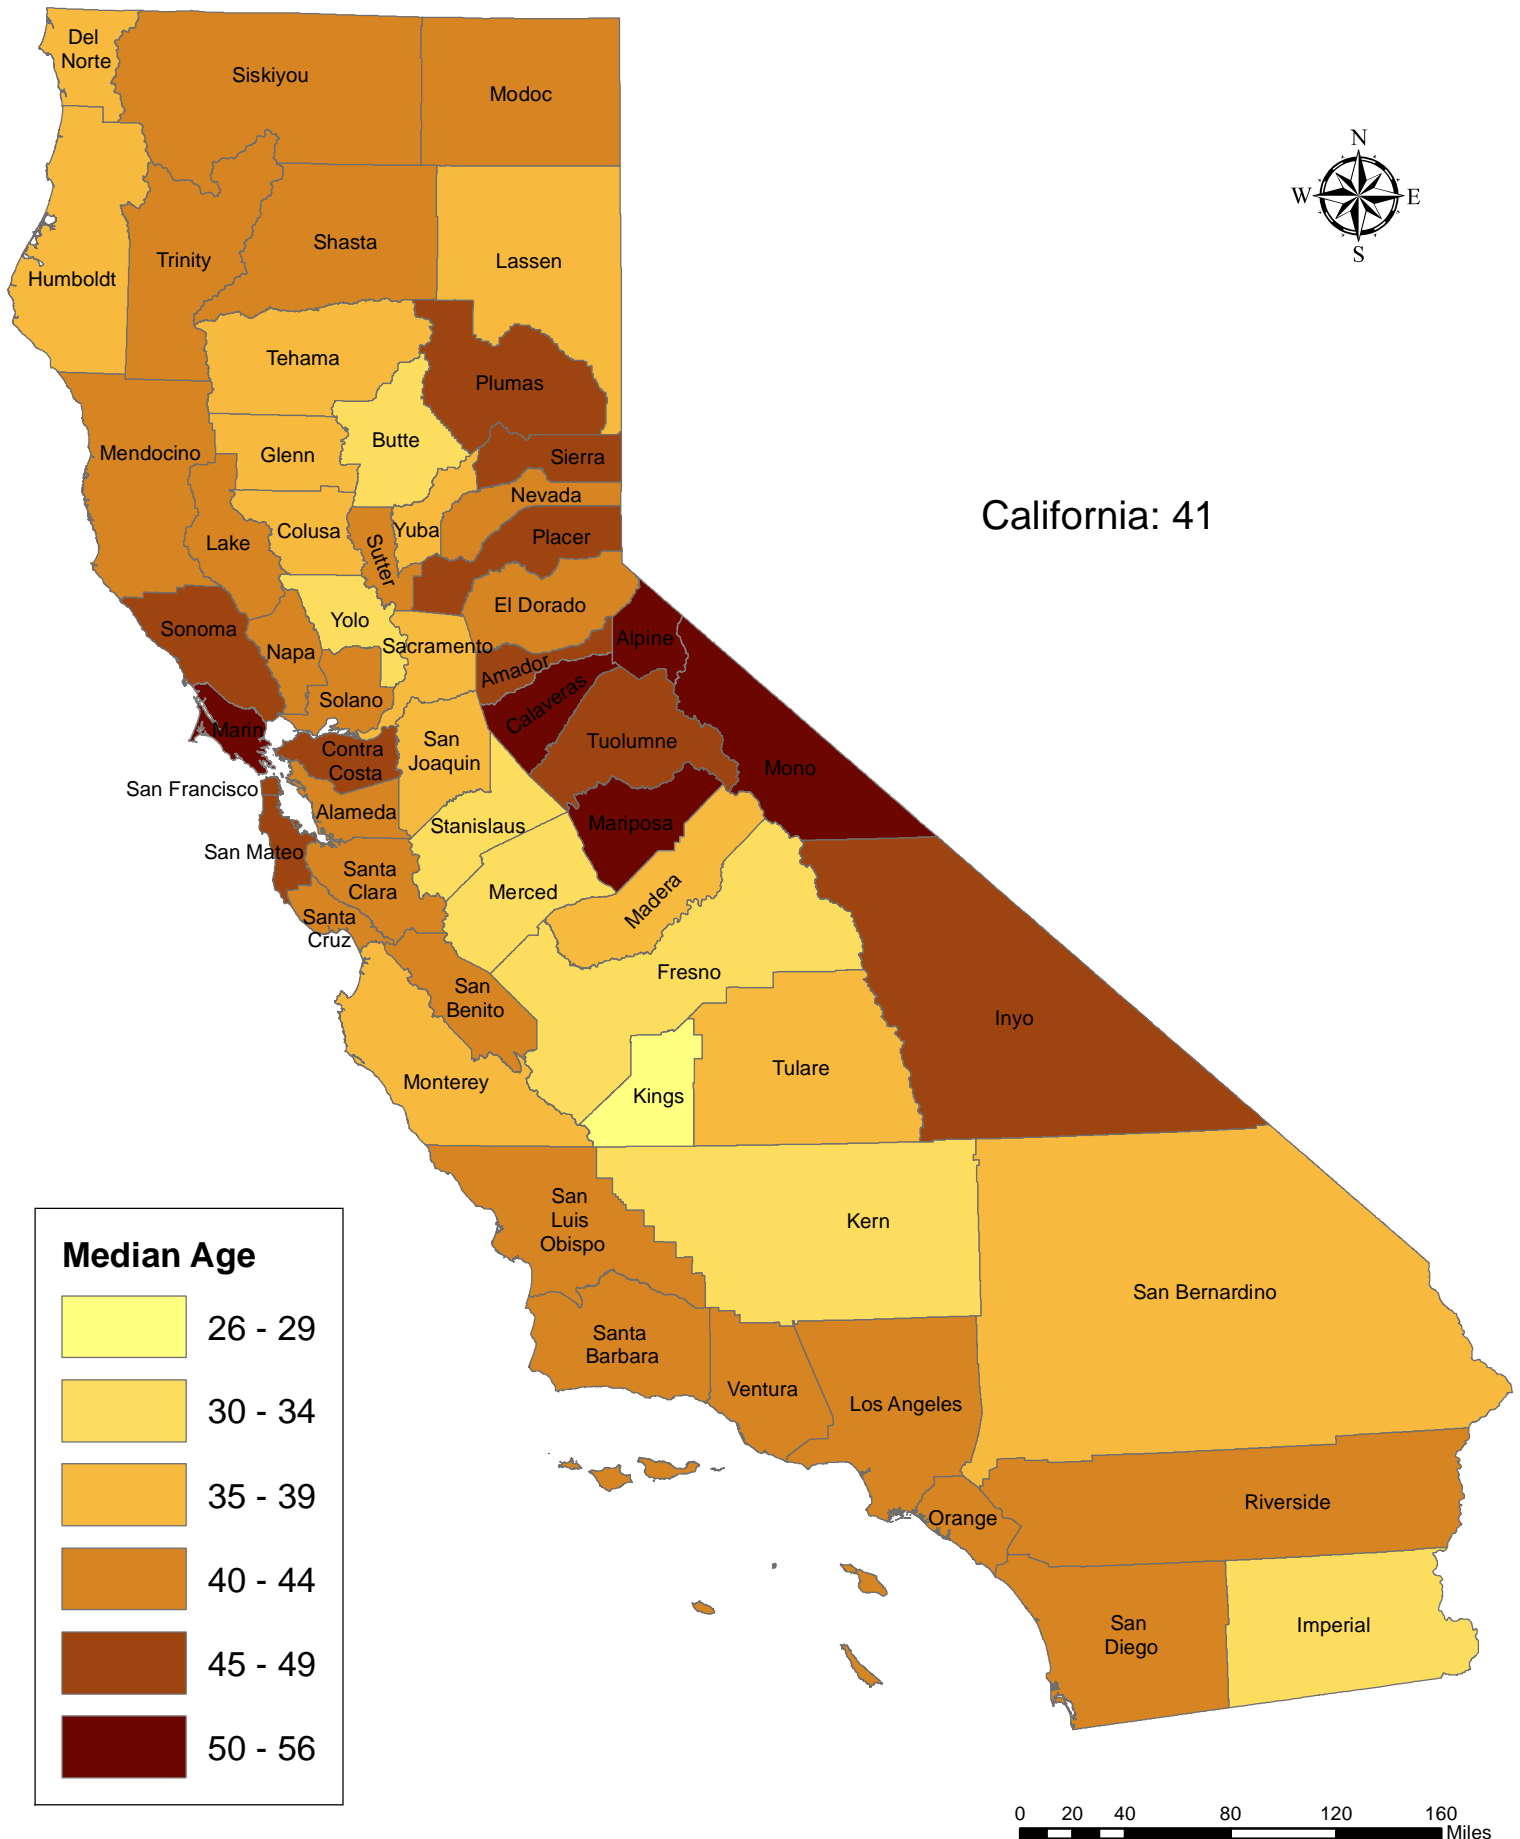 Del
Norte
Siskiyou
Modoc
N
W
E
S
Humboldt
Trinity
Shasta
Lassen
Tehama
Plumas
Butte
Mendocino
Glenn
Sierra
Nevada
California: 41
Colusa
Yuba
Placer
Lake
Sutter
El Dorado
Yolo
Sonoma
Alpine
Napa
Sacramento
Amador
Solano
Calaveras
Marin
Contra
Costa
San
Joaquin
Tuolumne
Mono
San Francisco
Alameda
Stanislaus
Mariposa
San Mateo
Santa
Clara
Merced
Madera
Santa
Cruz
Fresno
San
Benito
Inyo
Monterey
Kings
Tulare
San
Luis
Obispo
Kern
San Bernardino
Santa
Barbara
Ventura
Los Angeles
Orange
Riverside
San
Diego
Imperial
Median Age
26 - 29
30 - 34
35 - 39
40 - 44
45 - 49
50 - 56
0 20 40 80 120 160
Miles